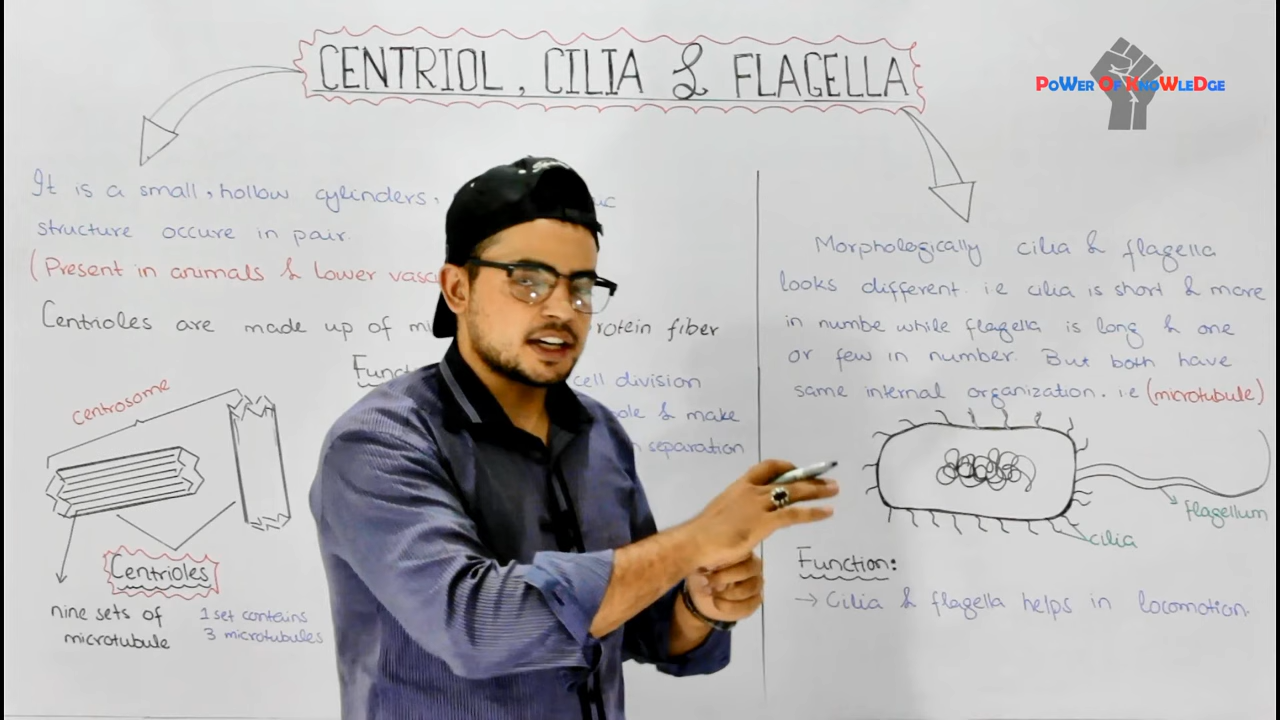 CENTRIOL, CILIA & FLAGELLA
PoWer Of KnoWLeDge
It is a small, hollow cylinders,
structure occure in pair.
(Present in animals & Lower
Centrioles are made up of
fiber
cell division
& make
separation
centrosome
Centrioles
nine sets of
microtubule
1 set contains
3 microtubules
Morphologically cilia & flagella
looks different. i.e cilia is short & more
in numbe while flagella is long & one
or few in number. But both have
same internal organization. i.e (microtubule)
flagellum
cilia
Function:
→ Cilia & flagella helps in locomotion.